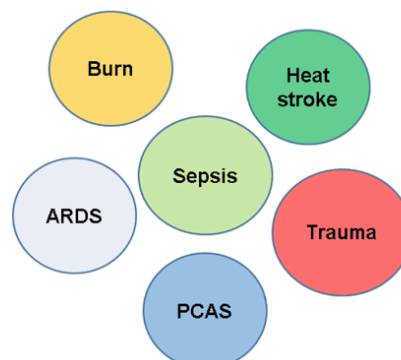 Burn
Heat
stroke
Sepsis
ARDS
Trauma
PCAS